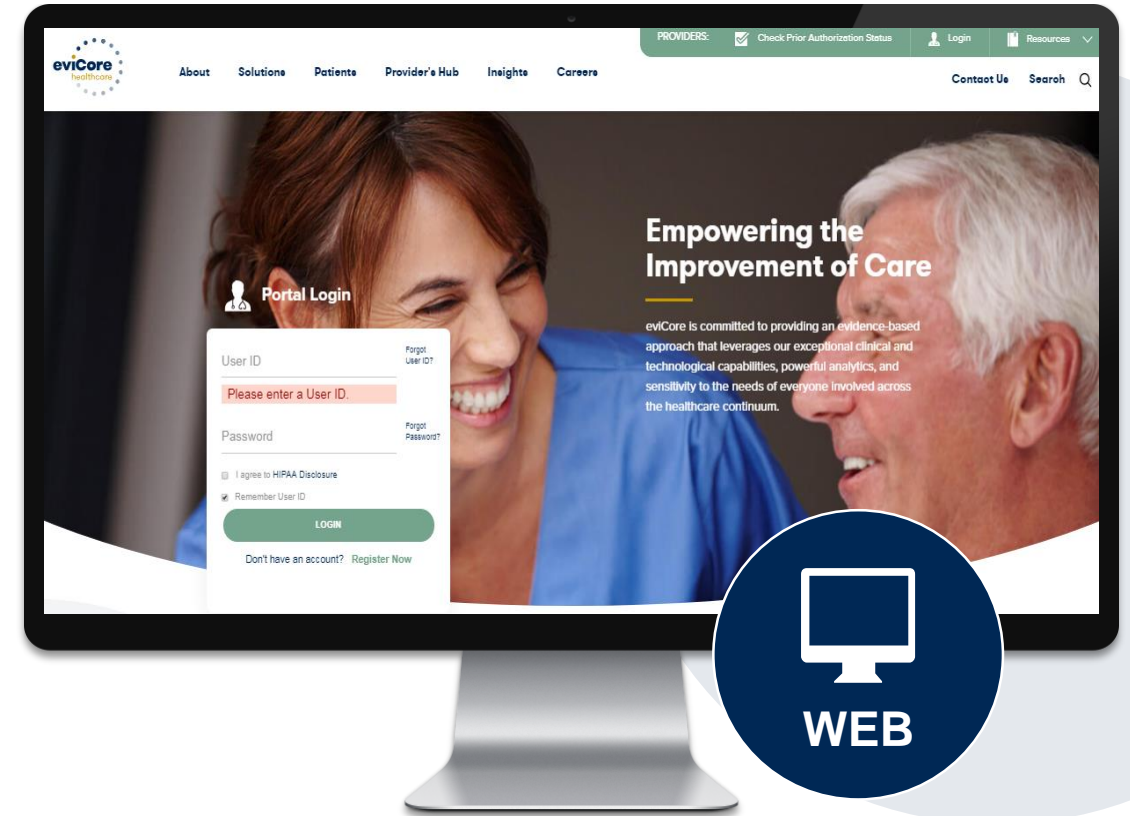 eviCore
healthcare
PROVIDERS: Check Prior Authorization Status Login Resources
About Solutions Patients Provider's Hub Insights Careers
Contact Us Search
Empowering the
Improvement of Care
eviCore is committed to providing an evidence-based
approach that leverages our exceptional clinical and
technological capabilities, powerful analytics, and
sensitivity to the needs of everyone involved across
the healthcare continuum.
Portal Login
User ID
Forgot
User ID?
Please enter a User ID.
Password
Forgot
Password?
I agree to HIPAA Disclosure
Remember User ID
LOGIN
Don't have an account? Register Now
WEB